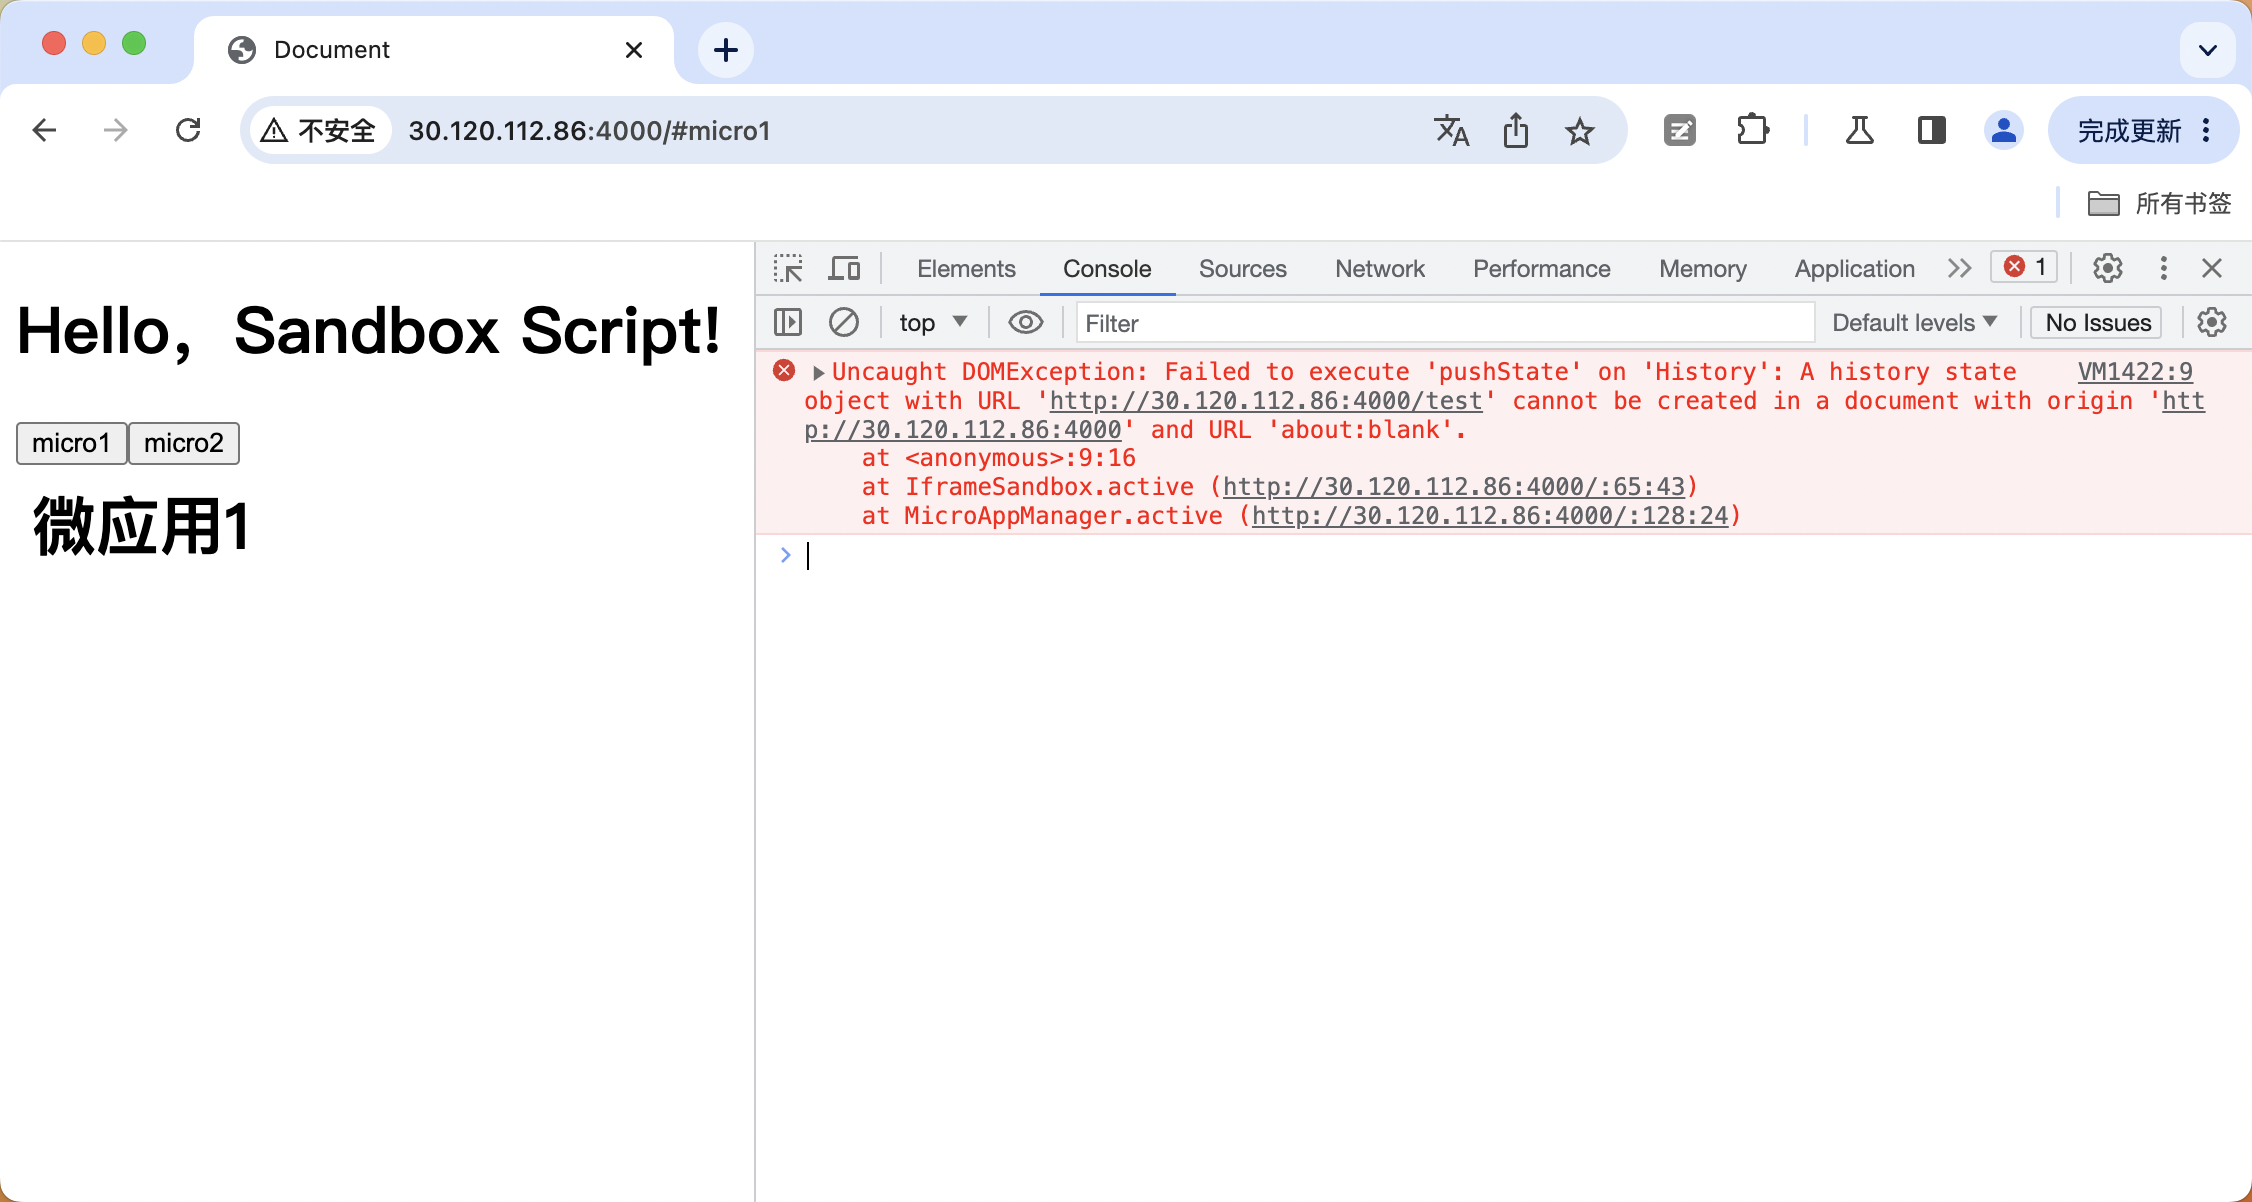 Document
不安全 30.120.112.86:4000/#micro1 完成更新
所有书签
Hello，Sandbox Script!
micro1 micro2
微应用1
Elements Console Sources Network Performance Memory Application 1
top Filter Default levels No Issues
Uncaught DOMException: Failed to execute 'pushState' on 'History': A history state VM1422:9
object with URL 'http://30.120.112.86:4000/test' cannot be created in a document with origin 'htt
p://30.120.112.86:4000' and URL 'about:blank'.
at <anonymous>:9:16
at IframeSandbox.active (http://30.120.112.86:4000/:65:43)
at MicroAppManager.active (http://30.120.112.86:4000/:128:24)